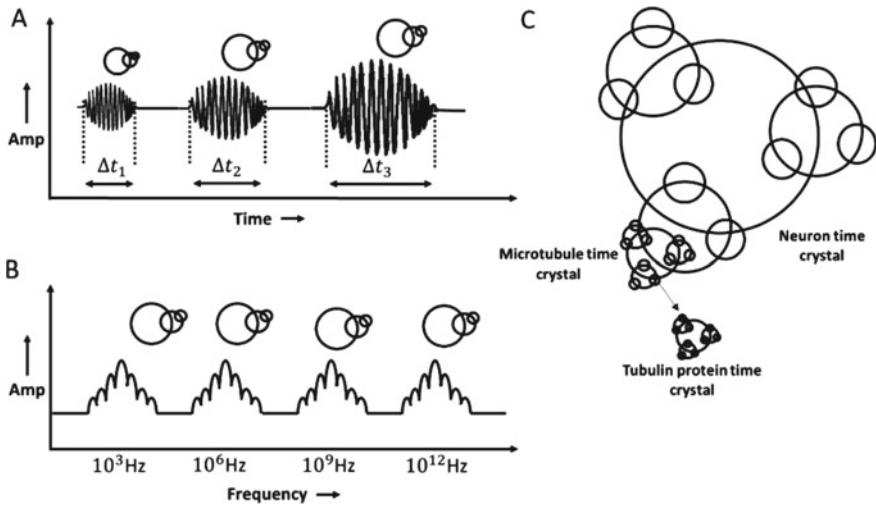 A
Amp
Δt₁
Δt₂
Δt₃
Time →
B
Amp
10³Hz
10⁶Hz
10⁹Hz
10¹²Hz
Frequency →
C
Neuron time
crystal
Microtubule time
crystal
Tubulin protein time
crystal